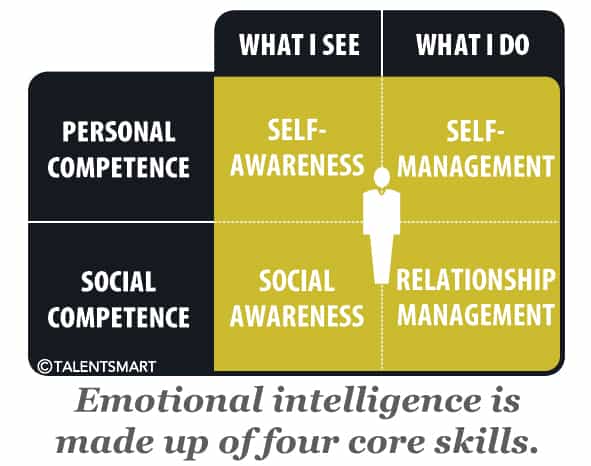 WHAT I SEE
WHAT I DO
PERSONAL
COMPETENCE
SELF-
AWARENESS
SELF-
MANAGEMENT
SOCIAL
COMPETENCE
SOCIAL
AWARENESS
RELATIONSHIP
MANAGEMENT
©TALENTSMART
Emotional intelligence is
made up of four core skills.